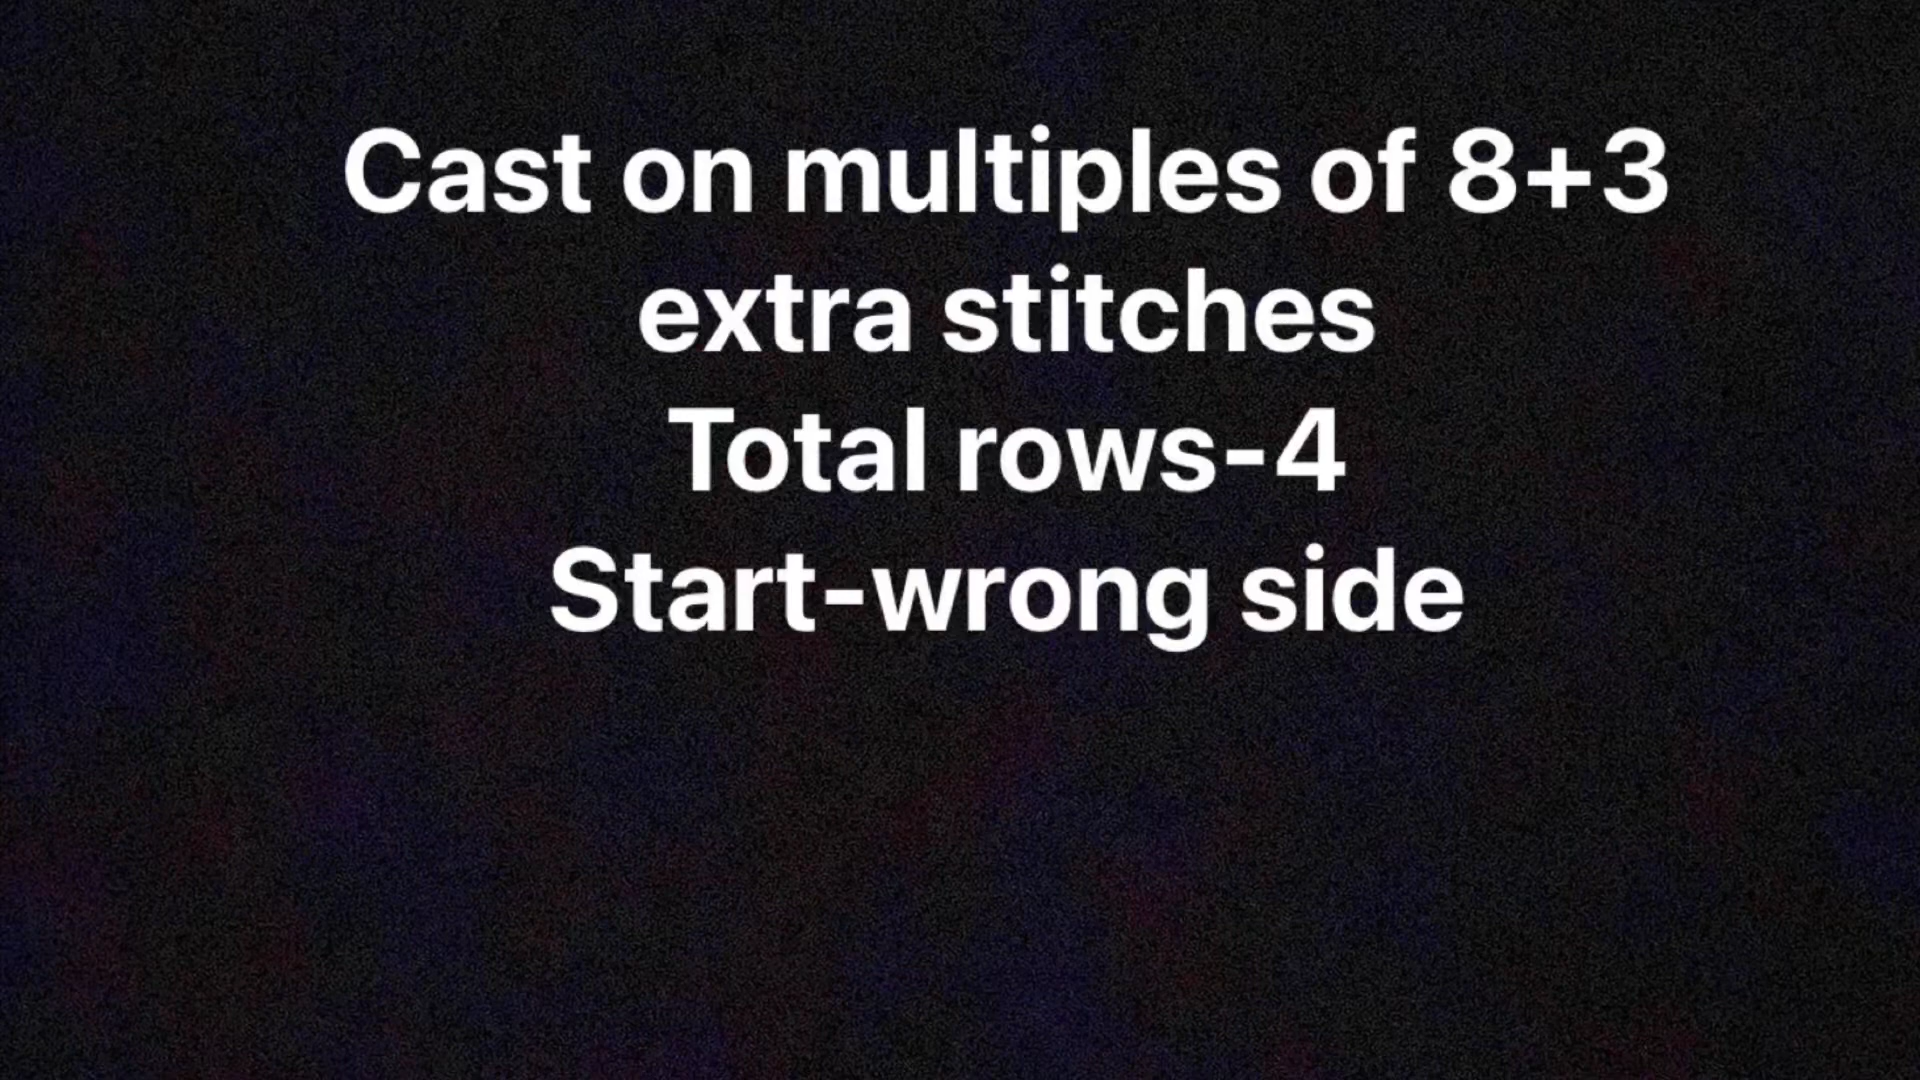 Cast on multiples of 8+3
extra stitches
Total rows-4
Start-wrong side